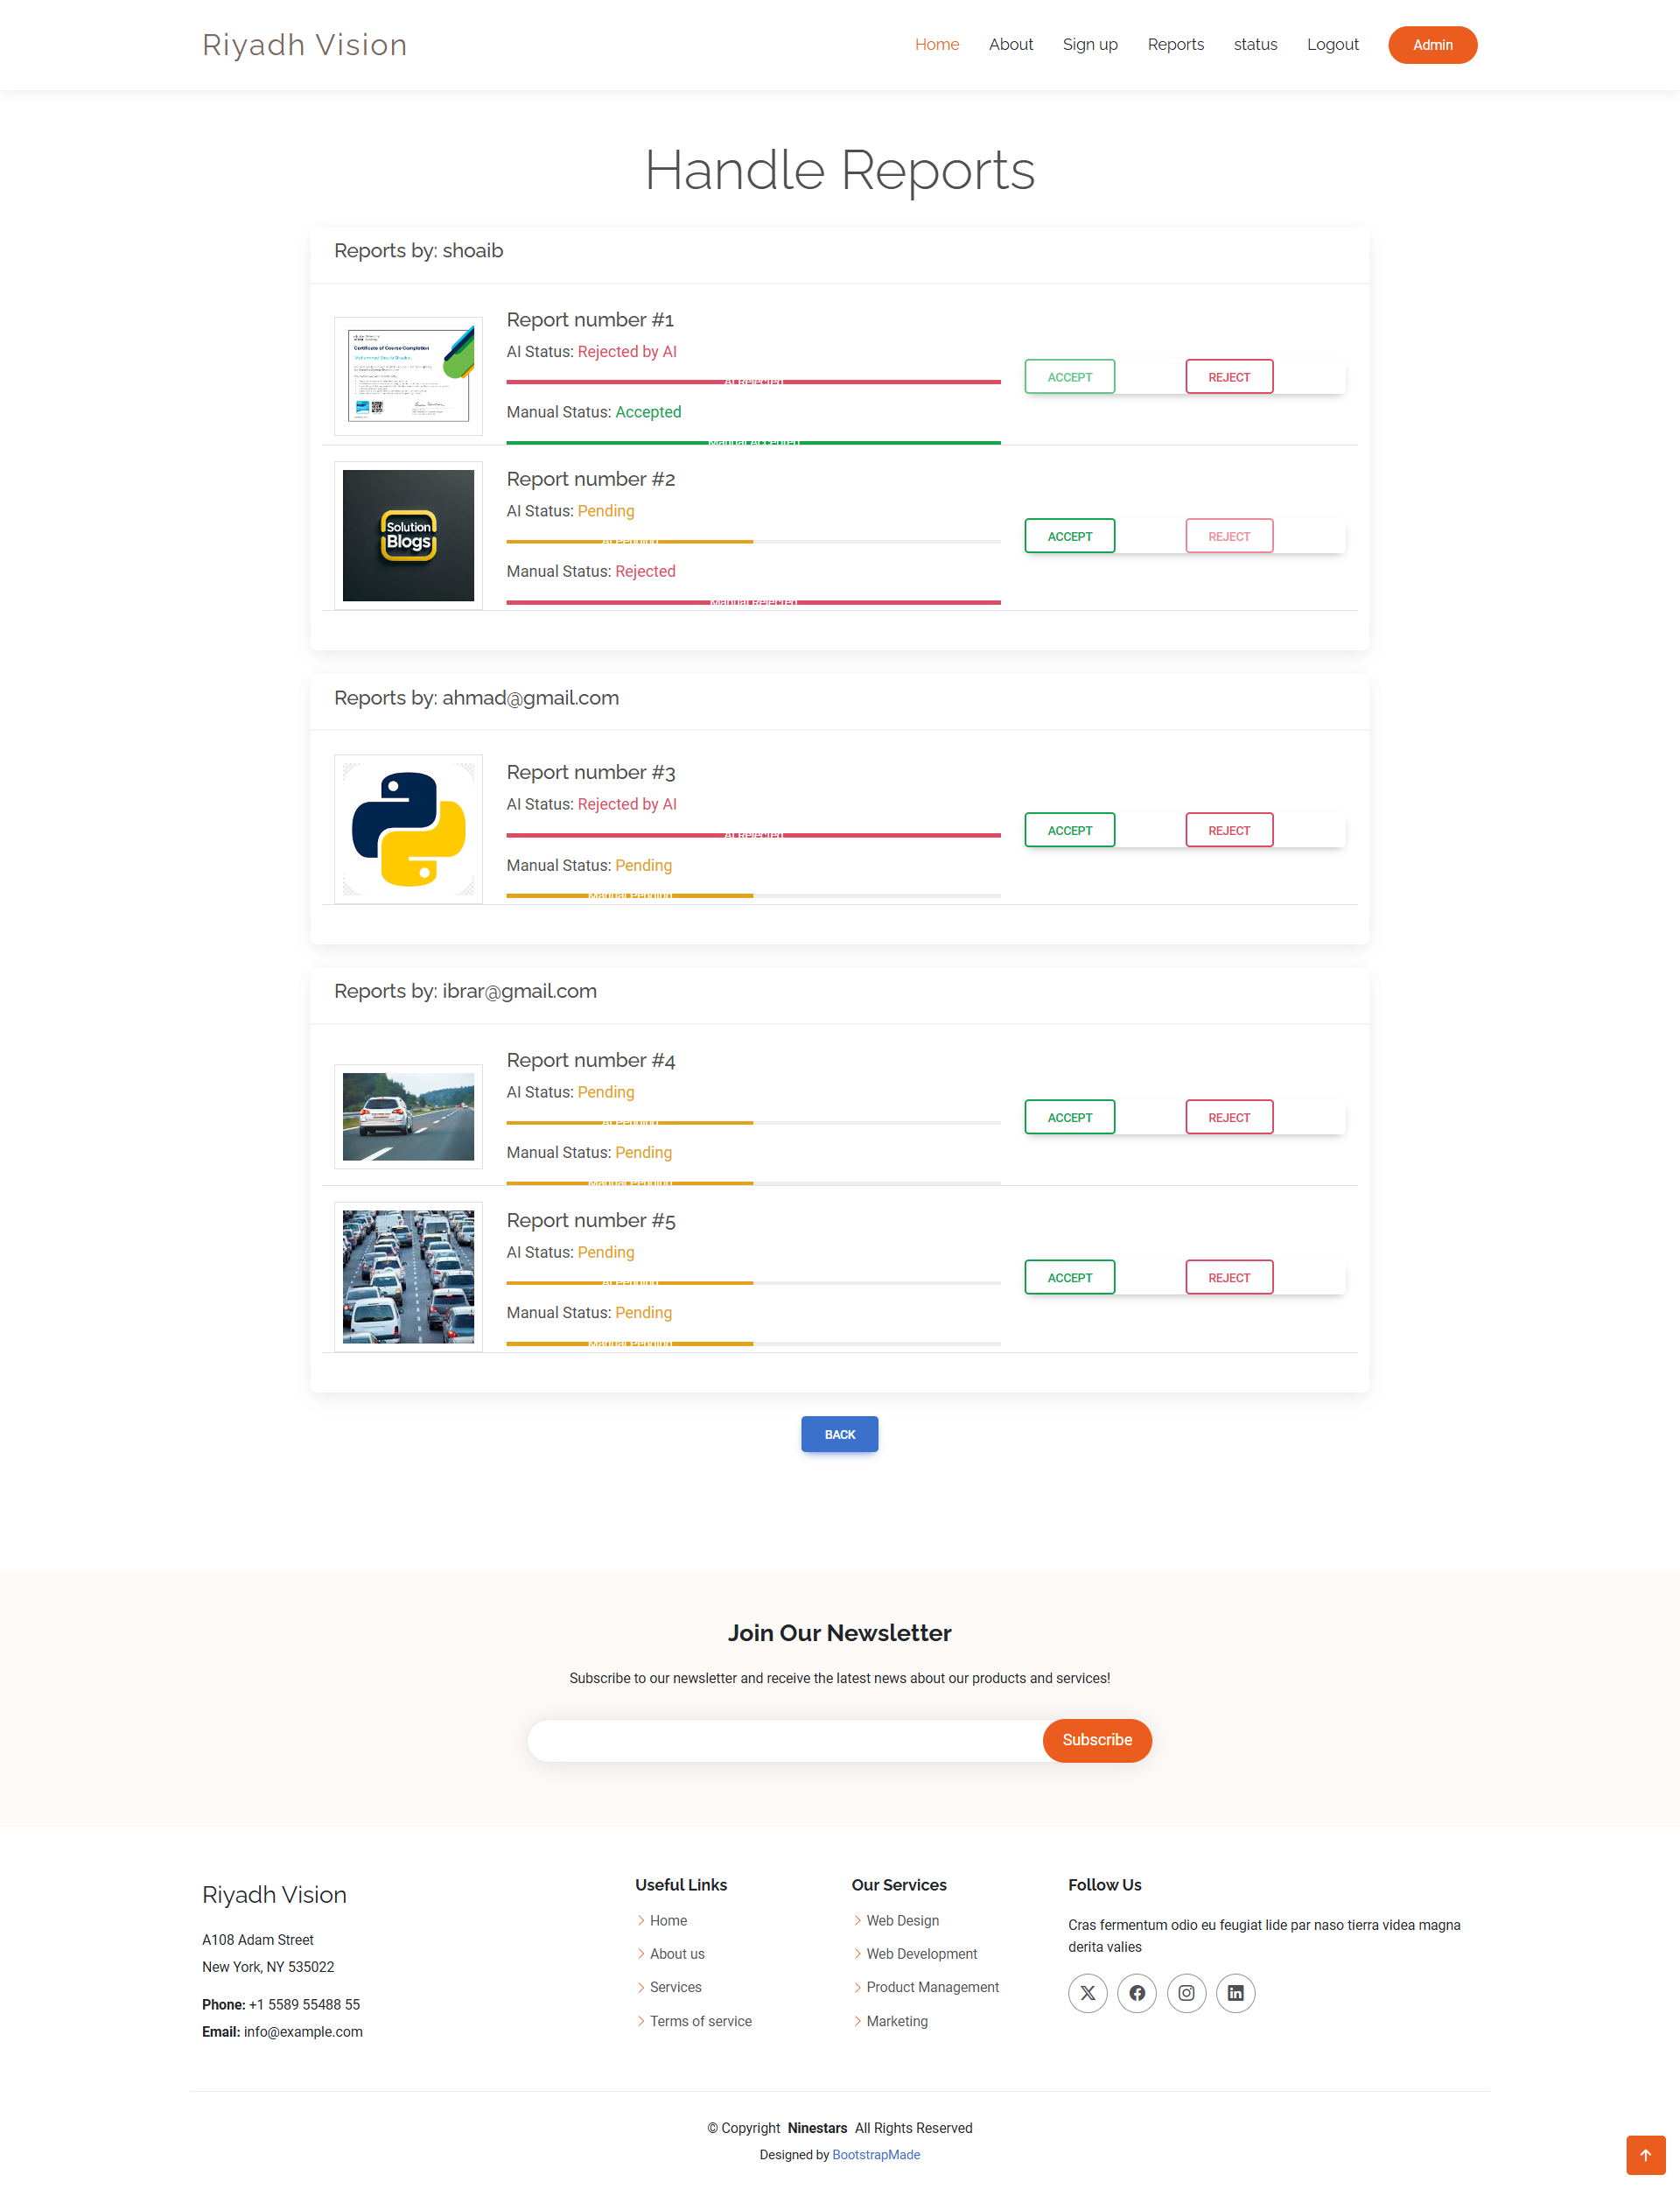 Riyadh Vision
Home About Sign up Reports status Logout Admin
Handle Reports
Reports by: shoaib
Report number #1
AI Status: Rejected by AI
AI Rejected
Manual Status: Accepted
Manual Accepted
ACCEPT REJECT
Certificate of Course Completion
Report number #2
AI Status: Pending
AI Pending
Manual Status: Rejected
Manual Rejected
ACCEPT REJECT
Solution
Blogs
Reports by: ahmad@gmail.com
Report number #3
AI Status: Rejected by AI
AI Rejected
Manual Status: Pending
Manual Pending
ACCEPT REJECT
Reports by: ibrar@gmail.com
Report number #4
AI Status: Pending
AI Pending
Manual Status: Pending
Manual Pending
ACCEPT REJECT
Report number #5
AI Status: Pending
AI Pending
Manual Status: Pending
Manual Pending
ACCEPT REJECT
BACK
Join Our Newsletter
Subscribe to our newsletter and receive the latest news about our products and services!
Subscribe
Riyadh Vision
A108 Adam Street
New York, NY 535022
Phone: +1 5589 55488 55
Email: info@example.com
Useful Links
Home
About us
Services
Terms of service
Our Services
Web Design
Web Development
Product Management
Marketing
Follow Us
Cras fermentum odio eu feugiat lide par naso tierra videa magna
derita valies
© Copyright Ninestars All Rights Reserved
Designed by BootstrapMade